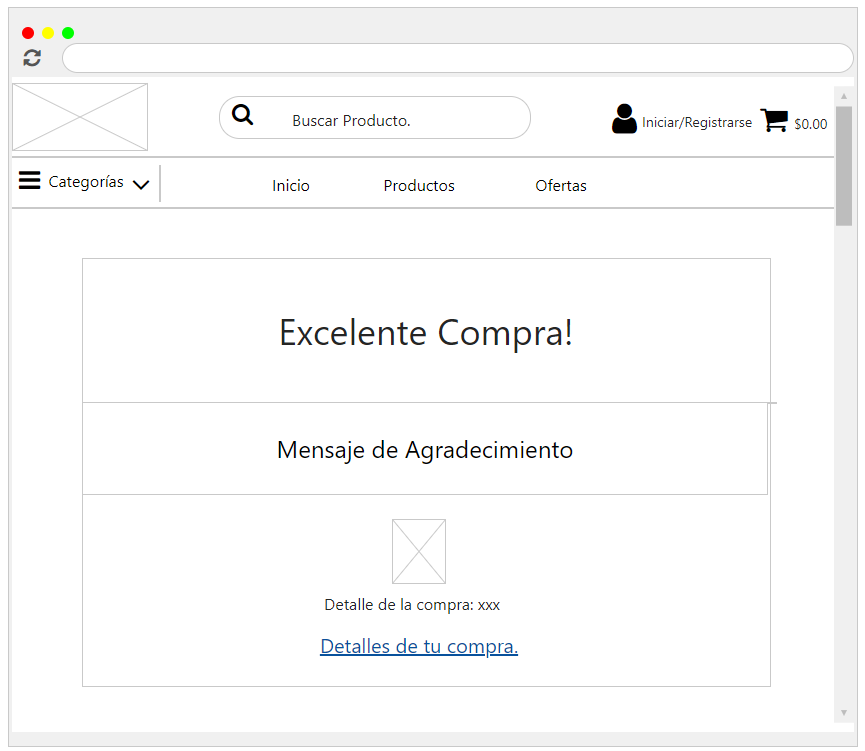 Buscar Producto.
Iniciar/Registrarse
$0.00
Categorías
Inicio
Productos
Ofertas
Excelente Compra!
Mensaje de Agradecimiento
Detalle de la compra: xxx
Detalles de tu compra.